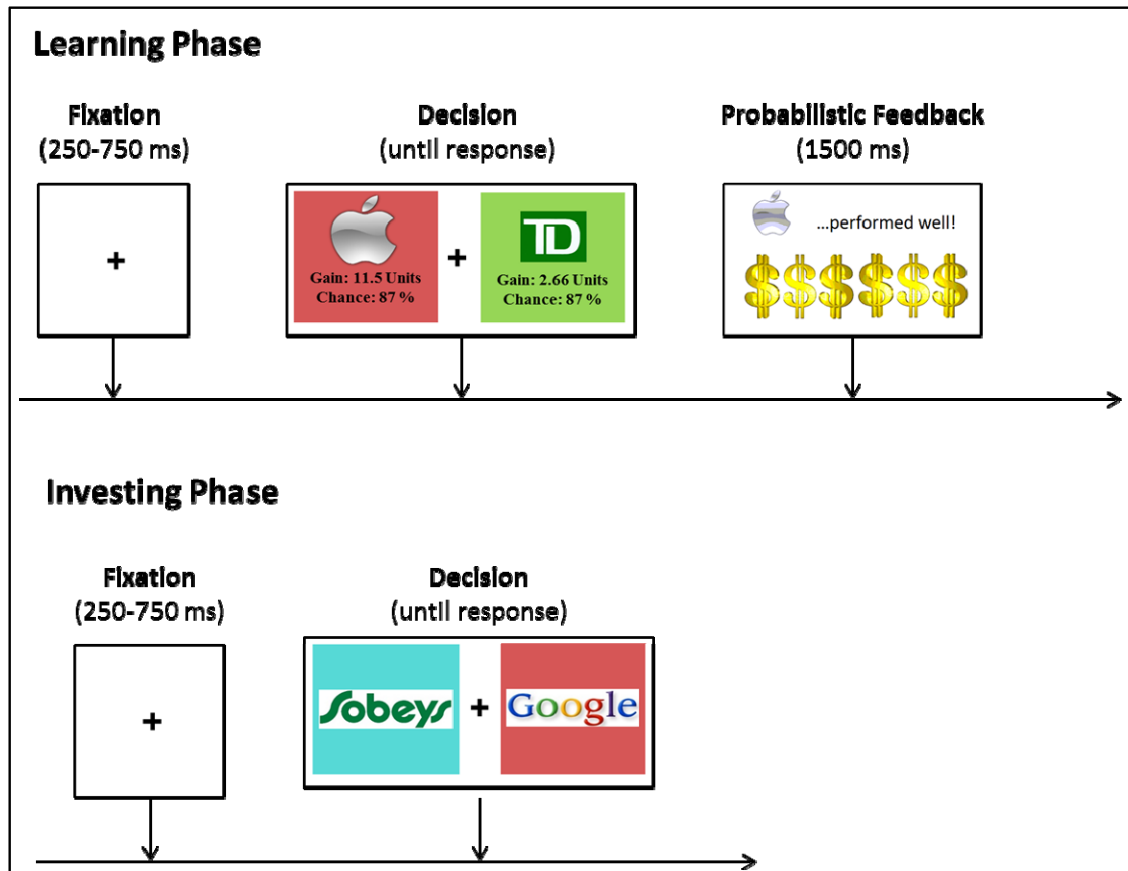 Learning Phase
Fixation
(250-750 ms)
Decision
(until response)
Probabilistic Feedback
(1500 ms)
+
Gain: 11.5 Units
Chance: 87 %
+
TD
Gain: 2.66 Units
Chance: 87 %
...performed well!
$ $ $ $ $ $
Investing Phase
Fixation
(250-750 ms)
Decision
(until response)
+
Sobeys
+
Google